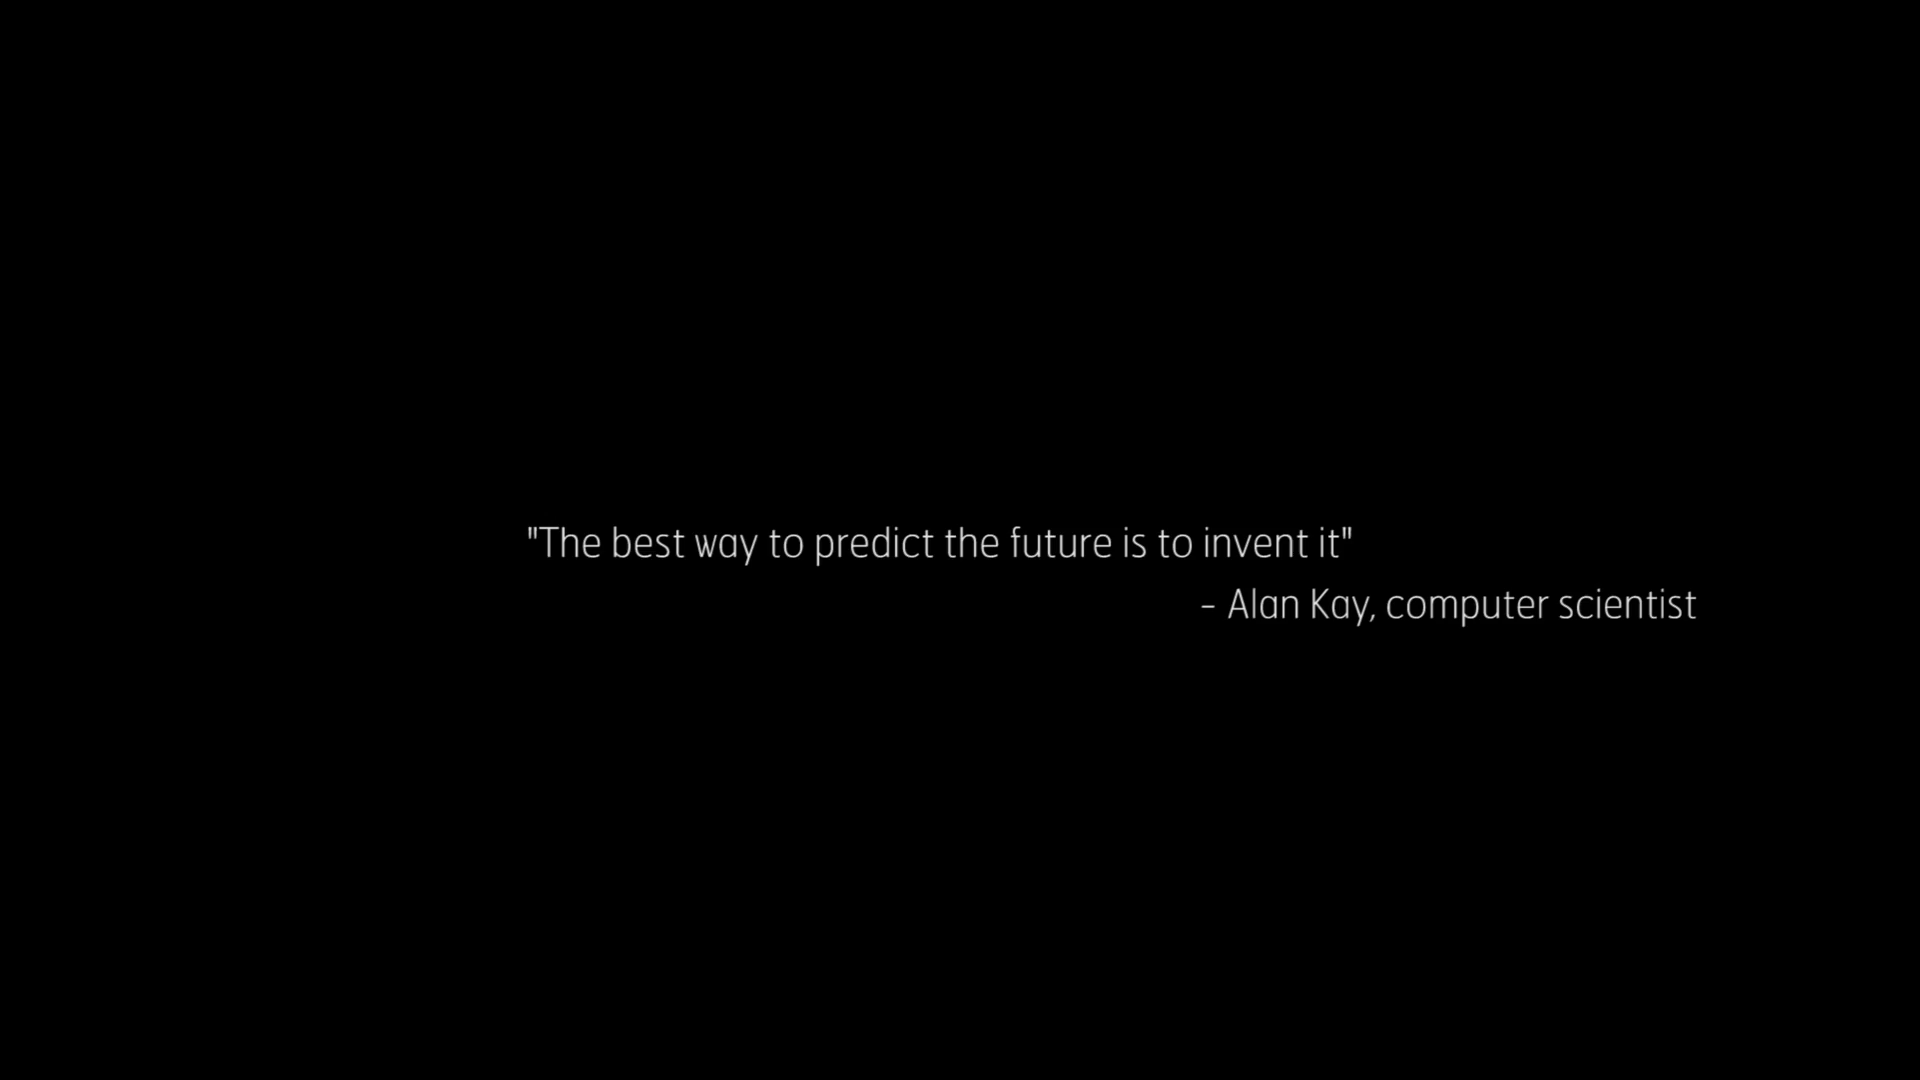 "The best way to predict the future is to invent it"
- Alan Kay, computer scientist